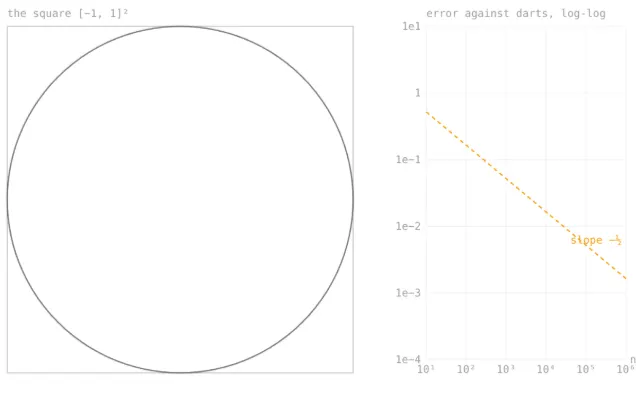 the square [−1, 1]²
error against darts, log-log
1e1
1
1e−1
1e−2
slope −½
1e−3
1e−4
n
10¹ 10² 10³ 10⁴ 10⁵ 10⁶